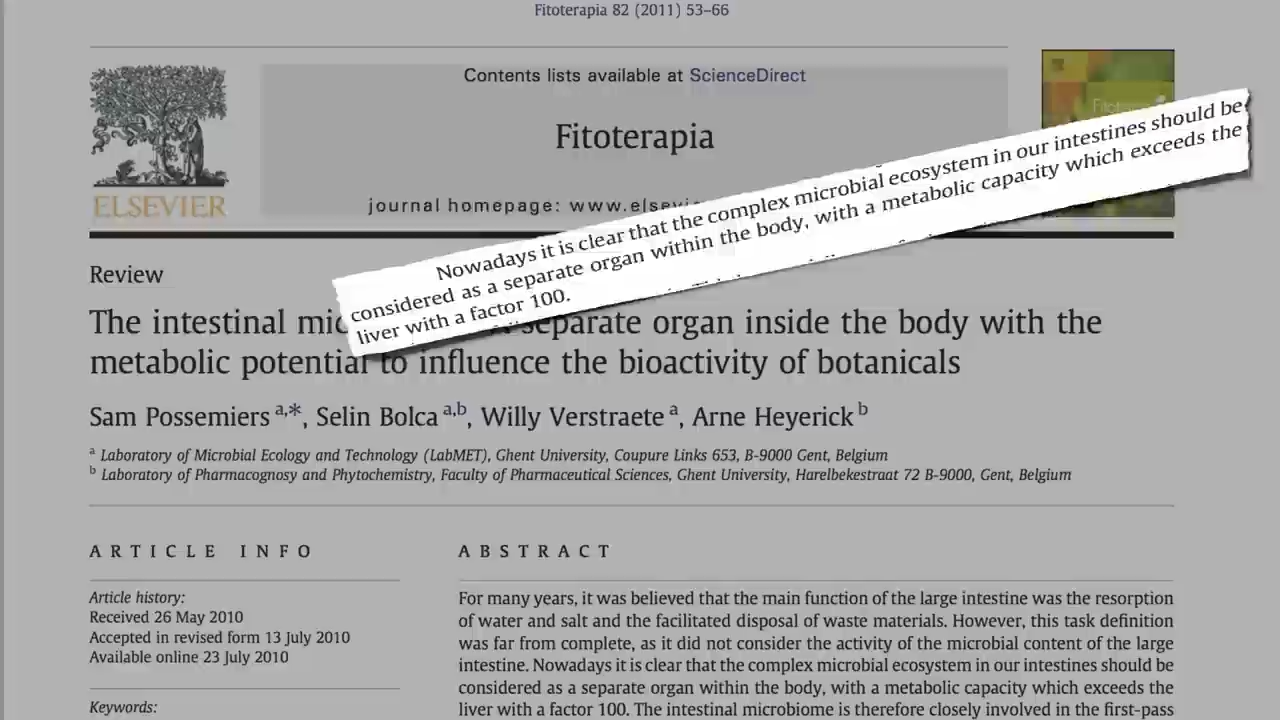 Fitoterapia 82 (2011) 53–66
Contents lists available at ScienceDirect
Fitoterapia
journal homepage: www.elsevi
ELSEVIER
Nowadays it is clear that the complex microbial ecosystem in our intestines should be
considered as a separate organ within the body, with a metabolic capacity which exceeds the
liver with a factor 100.
Review
The intestinal mic separate organ inside the body with the
metabolic potential to influence the bioactivity of botanicals
Sam Possemiers a,*, Selin Bolca a,b, Willy Verstraete a, Arne Heyerick b
a Laboratory of Microbial Ecology and Technology (LabMET), Ghent University, Coupure Links 653, B-9000 Gent, Belgium
b Laboratory of Pharmacognosy and Phytochemistry, Faculty of Pharmaceutical Sciences, Ghent University, Harelbekestraat 72 B-9000, Gent, Belgium
ARTICLE INFO
Article history:
Received 26 May 2010
Accepted in revised form 13 July 2010
Available online 23 July 2010
Keywords:
ABSTRACT
For many years, it was believed that the main function of the large intestine was the resorption
of water and salt and the facilitated disposal of waste materials. However, this task definition
was far from complete, as it did not consider the activity of the microbial content of the large
intestine. Nowadays it is clear that the complex microbial ecosystem in our intestines should be
considered as a separate organ within the body, with a metabolic capacity which exceeds the
liver with a factor 100. The intestinal microbiome is therefore closely involved in the first-pass